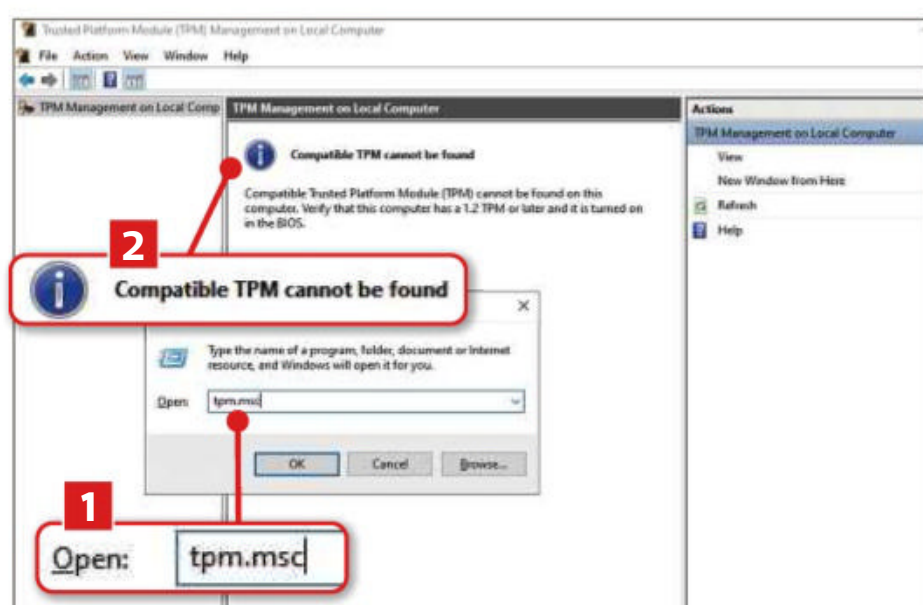 Trusted Platform Module (TPM) Management on Local Computer
File Action View Window Help
TPM Management on Local Comp
TPM Management on Local Computer
Actions
Compatible TPM cannot be found
TPM Management on Local Computer
View
Compatible Trusted Platform Module (TPM) cannot be found on this
computer. Verify that this computer has a 1.2 TPM or later and it is turned on
in the BIOS.
New Window from Here
Refresh
Help
2
Compatible TPM cannot be found
Type the name of a program, folder, document or Internet
resource, and Windows will open it for you.
Open: tpm.msc
OK Cancel Browse...
1
Open: tpm.msc